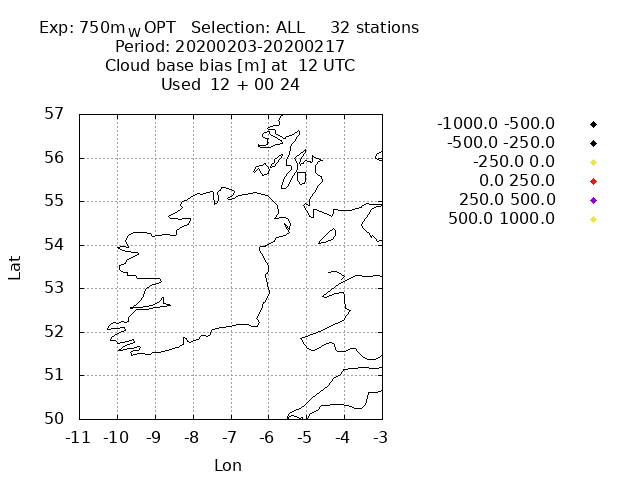 Exp: 750mWOPT Selection: ALL 32 stations
Period: 20200203-20200217
Cloud base bias [m] at 12 UTC
Used 12 + 00 24
-1000.0 -500.0
-500.0 -250.0
-250.0 0.0
0.0 250.0
250.0 500.0
500.0 1000.0
57
56
55
54
53
52
51
50
Lat
-11 -10 -9 -8 -7 -6 -5 -4 -3
Lon